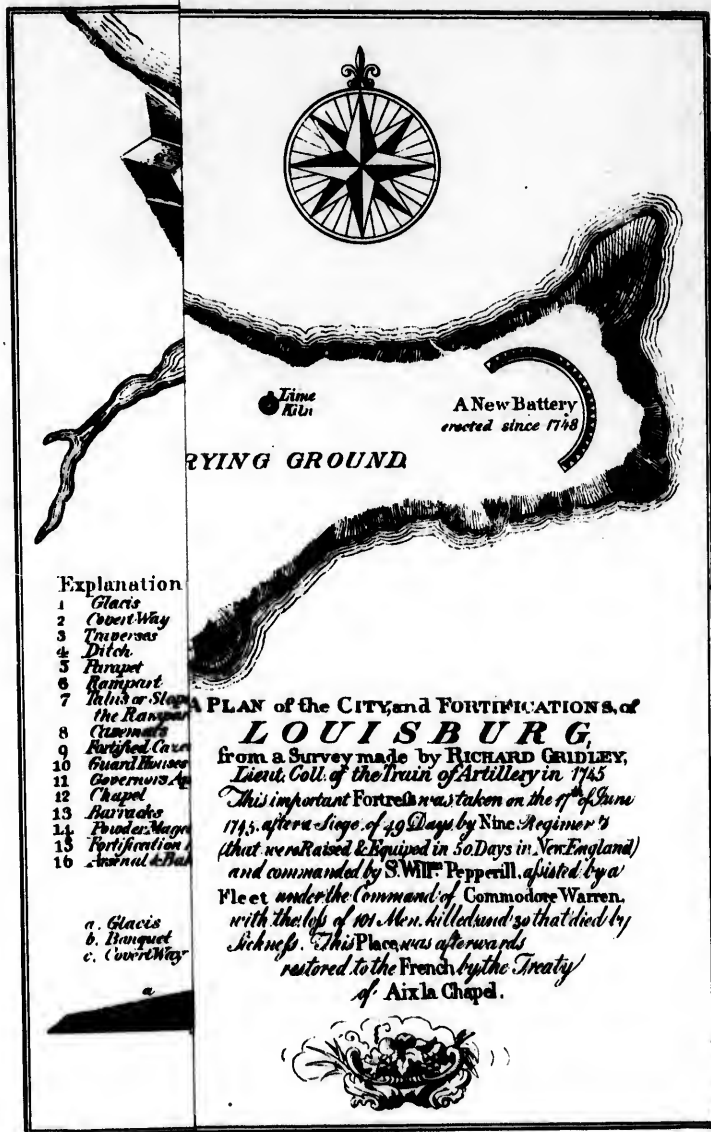 Lime
Kiln
A New Battery
erected since 1748
RYING GROUND
Explanation
1 Glacis
2 Covert Way
3 Traverses
4 Ditch
5 Parapet
6 Rampart
7 Talus or Slope
the Rampar
8 Casemats
9 Fortified Caze
10 Guard Houses
11 Governors Ap
12 Chapel
13 Barracks
14 Powder Maga
15 Fortification
16 Arsenal & Bak
a. Glacis
b. Banquet
c. Covert Way
a
A PLAN of the CITY, and FORTIFICATIONS, of
LOUISBURG,
from a Survey made by RICHARD GRIDLEY,
Lieut. Coll. of the Train of Artillery in 1745
This important Fortreſs was taken on the 17th of June
1745. after a Siege of 49 Days by Nine Regimen s
(that were Raised & Equiped in 50 Days in New England)
and commanded by S. Willm. Pepperill, aſsisted by a
Fleet under the Command of Commodore Warren,
with the loſs of 101 Men. killed and 30 that died by
Sickneſs. This Place was afterwards
restored to the French by the Treaty
of Aix la Chapel.